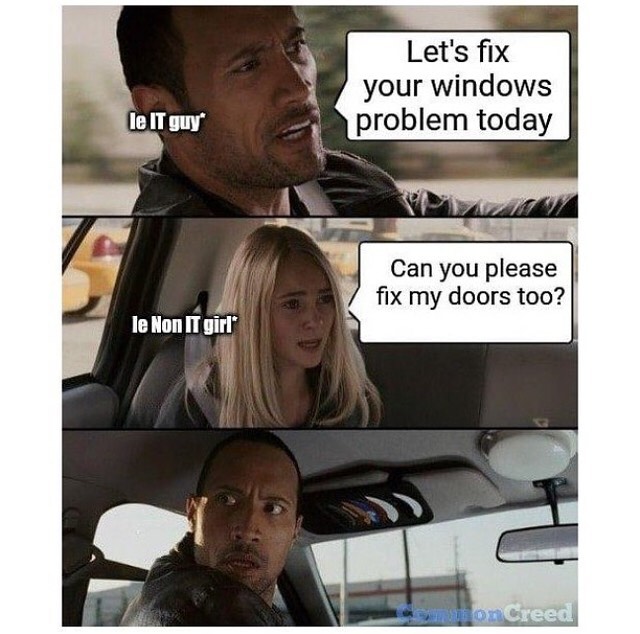 Let's fix
your windows
problem today
le IT guy*
Can you please
fix my doors too?
le Non IT girl*
CommonCreed